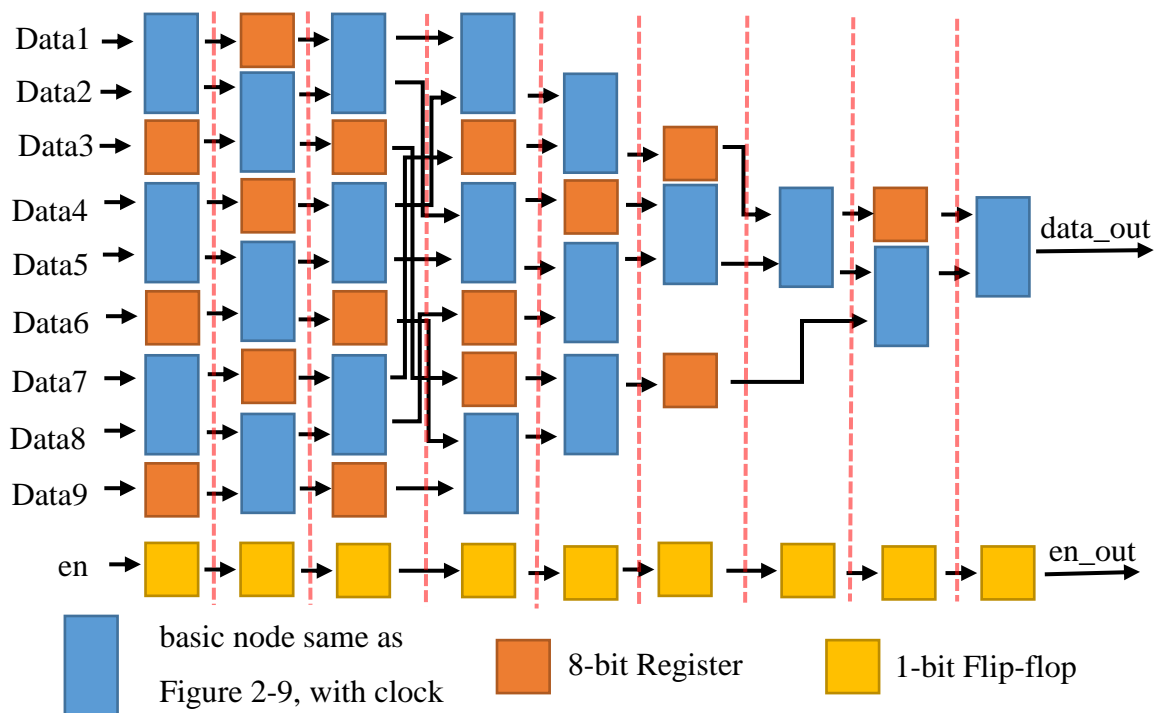 Data1
Data2
Data3
Data4
Data5
Data6
Data7
Data8
Data9
data_out
en
en_out
basic node same as
Figure 2-9, with clock
8-bit Register
1-bit Flip-flop